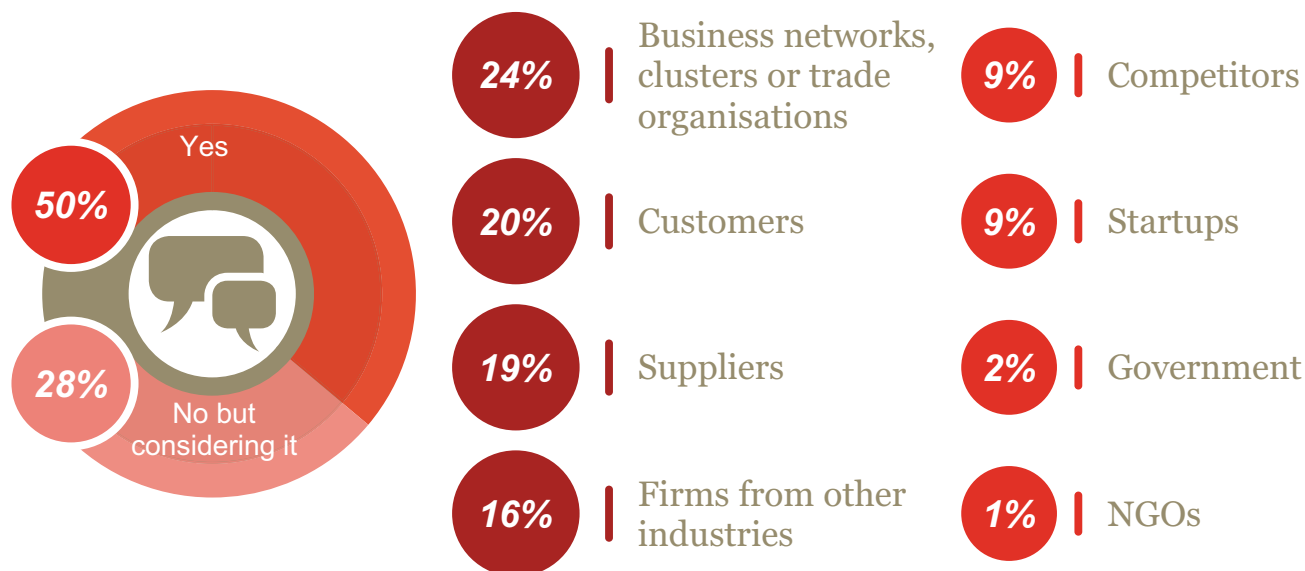 50%
Yes
28%
No but
considering it
24%
Business networks,
clusters or trade
organisations
20%
Customers
19%
Suppliers
16%
Firms from other
industries
9%
Competitors
9%
Startups
2%
Government
1%
NGOs